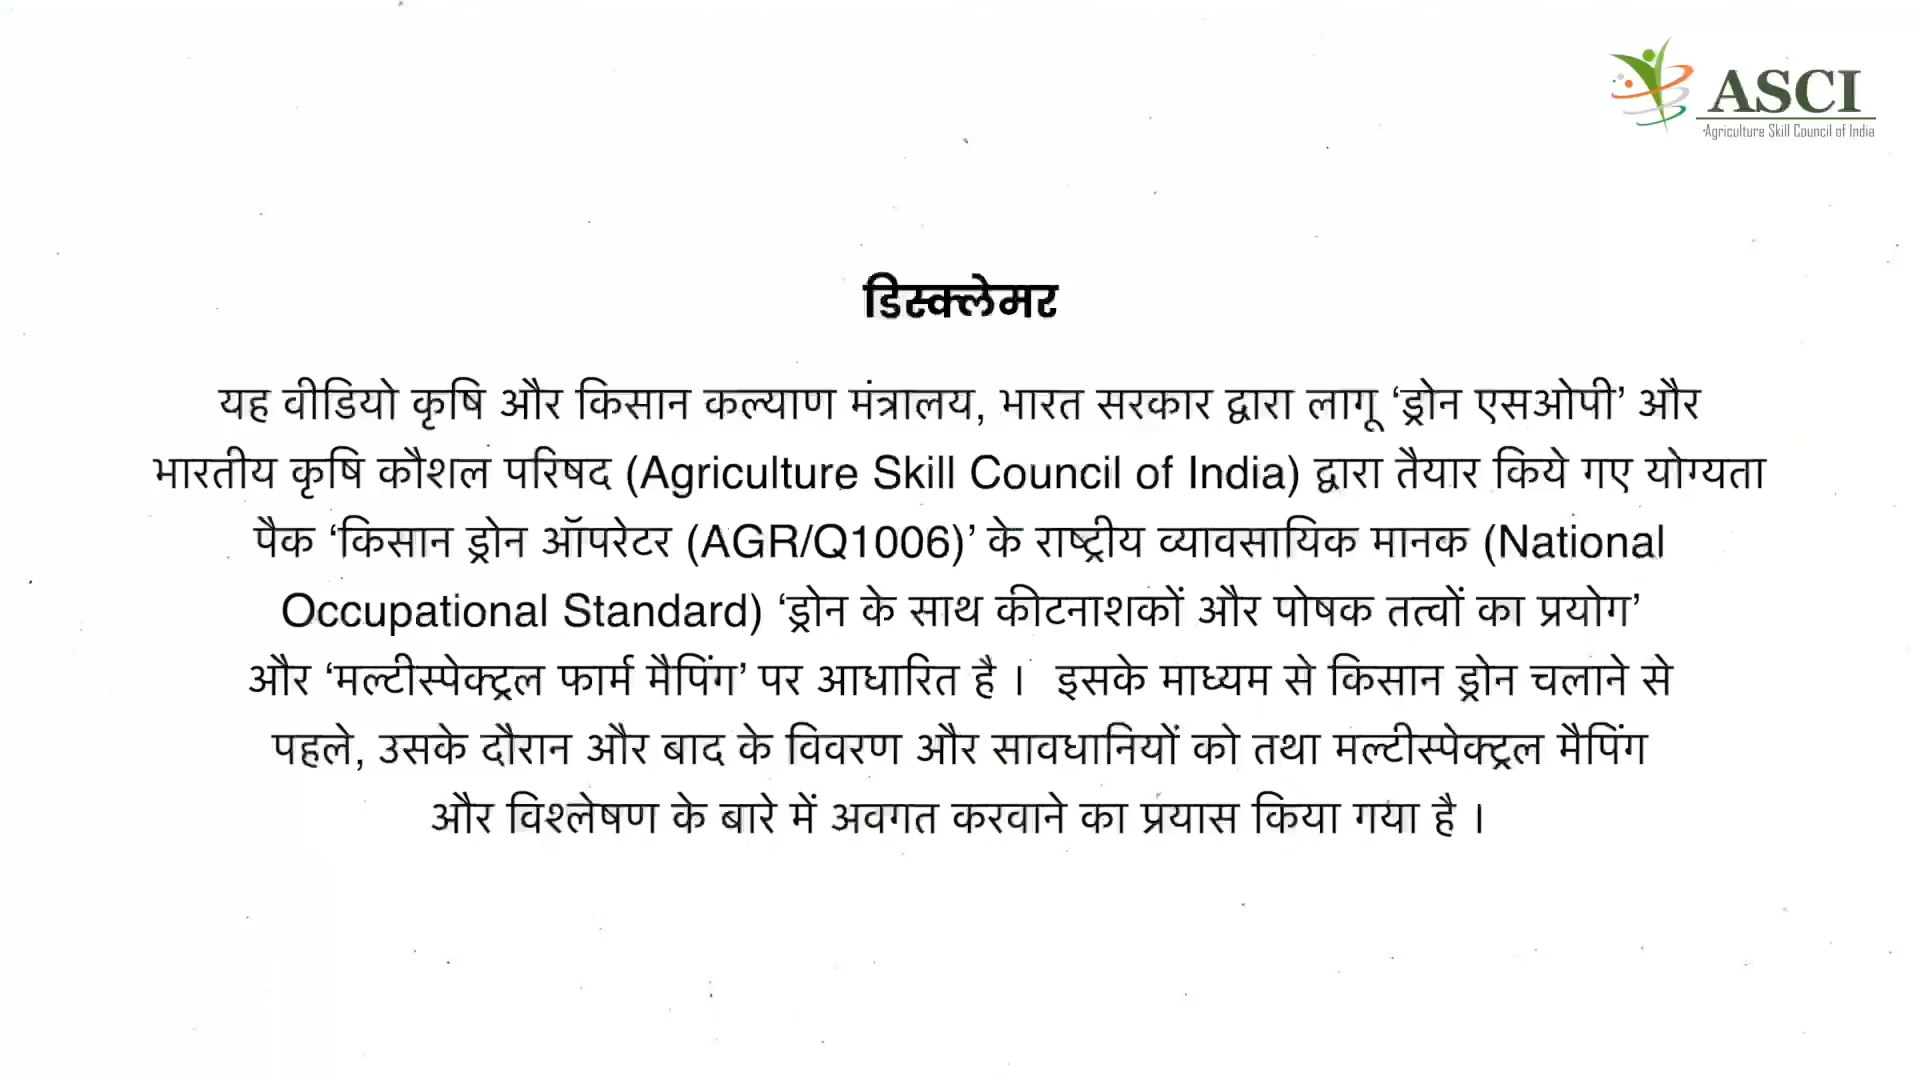 ASCI
Agriculture Skill Council of India
डिस्क्लेमर
यह वीडियो कृषि और किसान कल्याण मंत्रालय, भारत सरकार द्वारा लागू ‘ड्रोन एसओपी’ और
भारतीय कृषि कौशल परिषद (Agriculture Skill Council of India) द्वारा तैयार किये गए योग्यता
पैक ‘किसान ड्रोन ऑपरेटर (AGR/Q1006)’ के राष्ट्रीय व्यावसायिक मानक (National
Occupational Standard) ‘ड्रोन के साथ कीटनाशकों और पोषक तत्वों का प्रयोग’
और ‘मल्टीस्पेक्ट्रल फार्म मैपिंग’ पर आधारित है । इसके माध्यम से किसान ड्रोन चलाने से
पहले, उसके दौरान और बाद के विवरण और सावधानियों को तथा मल्टीस्पेक्ट्रल मैपिंग
और विश्लेषण के बारे में अवगत करवाने का प्रयास किया गया है ।